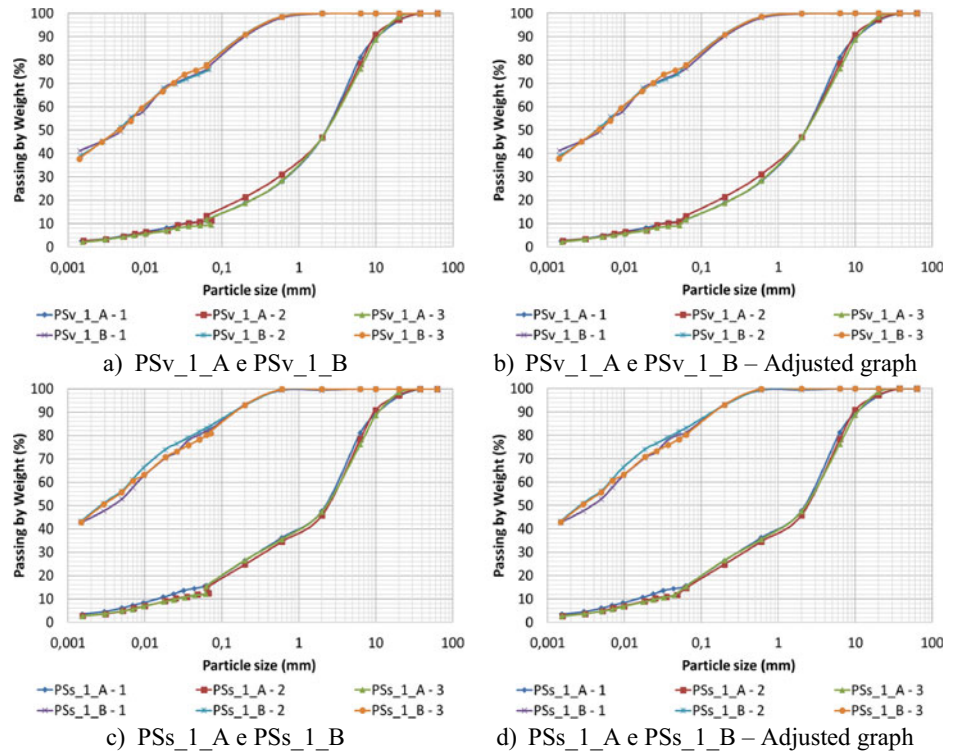 Passing by Weight (%)
100
90
80
70
60
50
40
30
20
10
0
0,001 0,01 0,1 1 10 100
Particle size (mm)
PSv_1_A - 1 PSv_1_A - 2 PSv_1_A - 3
PSv_1_B - 1 PSv_1_B - 2 PSv_1_B - 3
a) PSv_1_A e PSv_1_B
Passing by Weight (%)
100
90
80
70
60
50
40
30
20
10
0
0,001 0,01 0,1 1 10 100
Particle size (mm)
PSv_1_A - 1 PSv_1_A - 2 PSv_1_A - 3
PSv_1_B - 1 PSv_1_B - 2 PSv_1_B - 3
b) PSv_1_A e PSv_1_B – Adjusted graph
Passing by Weight (%)
100
90
80
70
60
50
40
30
20
10
0
0,001 0,01 0,1 1 10 100
Particle size (mm)
PSs_1_A - 1 PSs_1_A - 2 PSs_1_A - 3
PSs_1_B - 1 PSs_1_B - 2 PSs_1_B - 3
c) PSs_1_A e PSs_1_B
Passing by Weight (%)
100
90
80
70
60
50
40
30
20
10
0
0,001 0,01 0,1 1 10 100
Particle size (mm)
PSs_1_A - 1 PSs_1_A - 2 PSs_1_A - 3
PSs_1_B - 1 PSs_1_B - 2 PSs_1_B - 3
d) PSs_1_A e PSs_1_B – Adjusted graph